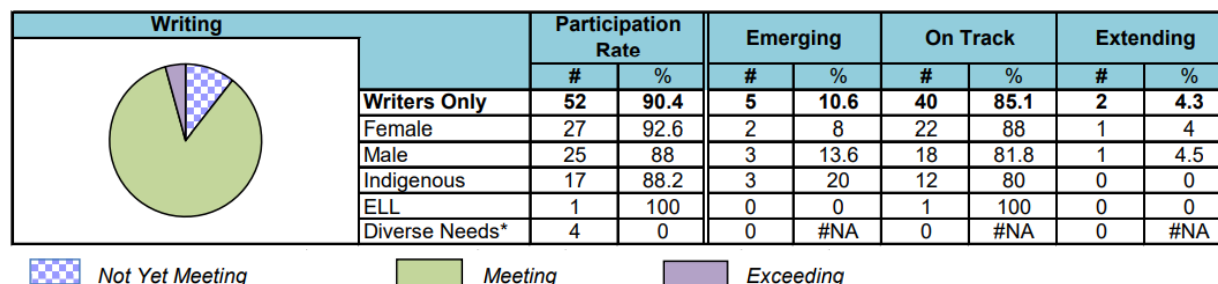 Writing
Participation Rate Emerging On Track Extending
# % # % # % # %
Writers Only 52 90.4 5 10.6 40 85.1 2 4.3
Female 27 92.6 2 8 22 88 1 4
Male 25 88 3 13.6 18 81.8 1 4.5
Indigenous 17 88.2 3 20 12 80 0 0
ELL 1 100 0 0 1 100 0 0
Diverse Needs* 4 0 0 #NA 0 #NA 0 #NA
Not Yet Meeting Meeting Exceeding